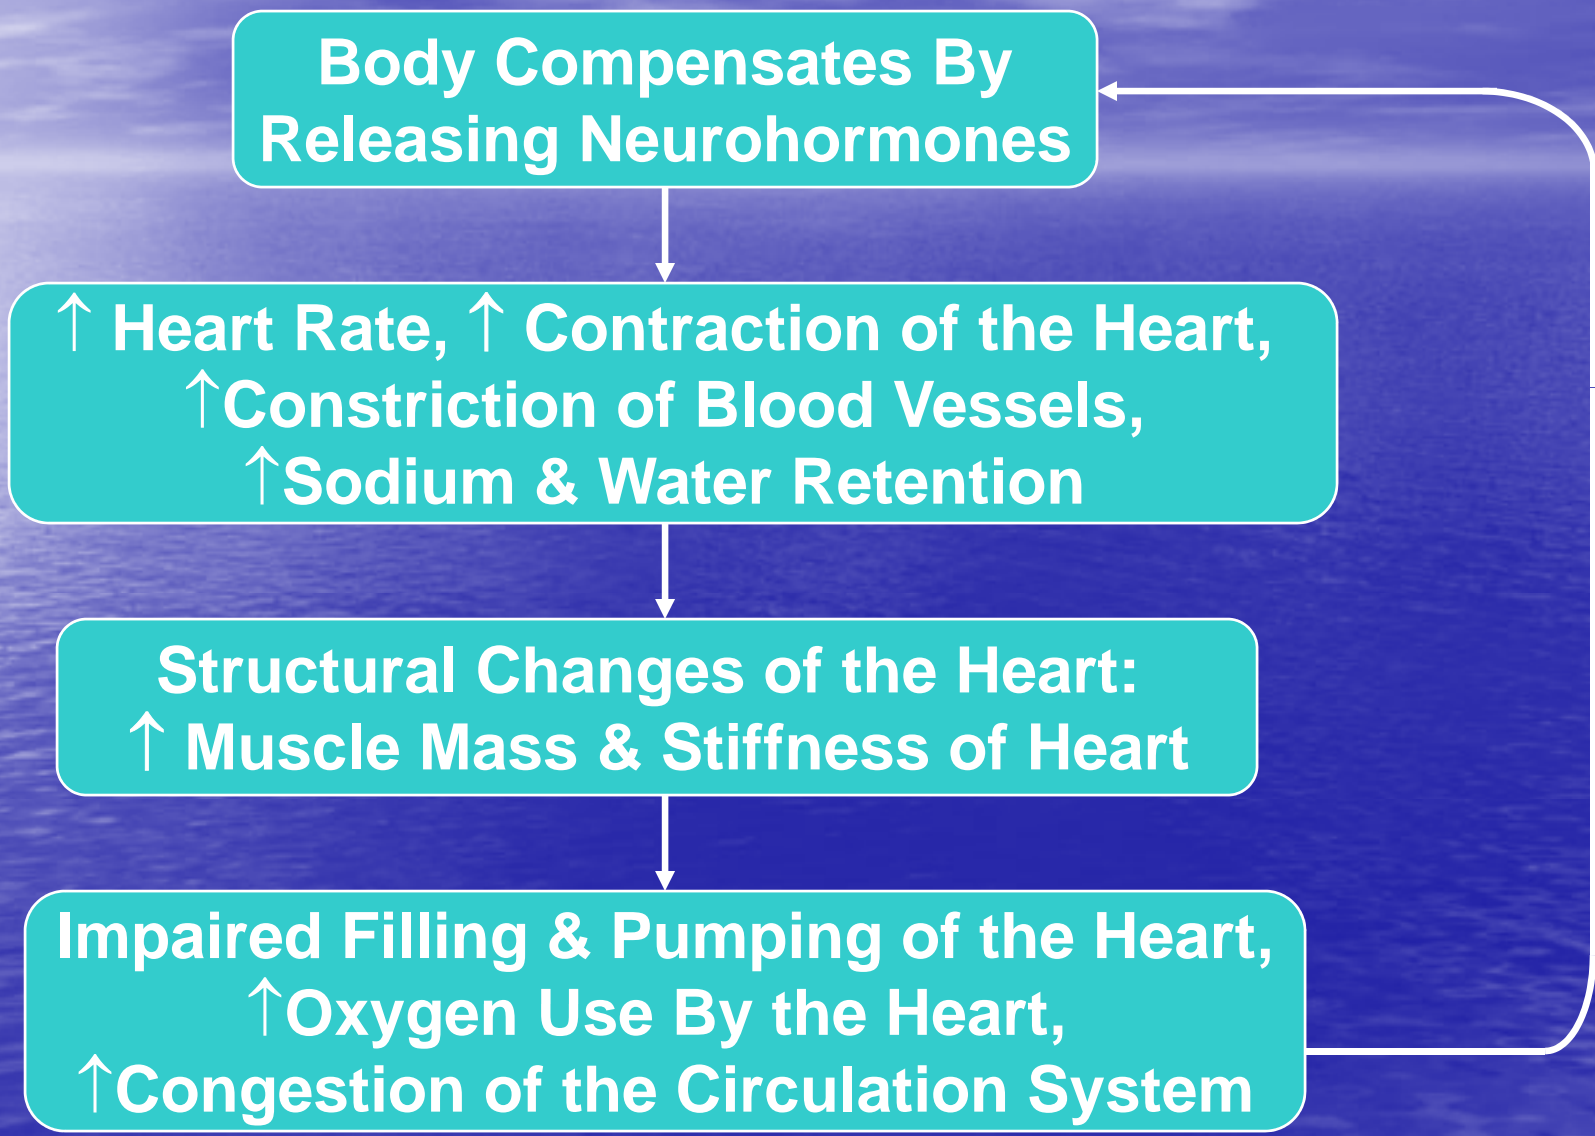 Body Compensates By
Releasing Neurohormones
↑ Heart Rate, ↑ Contraction of the Heart,
↑Constriction of Blood Vessels,
↑Sodium & Water Retention
Structural Changes of the Heart:
↑ Muscle Mass & Stiffness of Heart
Impaired Filling & Pumping of the Heart,
↑Oxygen Use By the Heart,
↑Congestion of the Circulation System